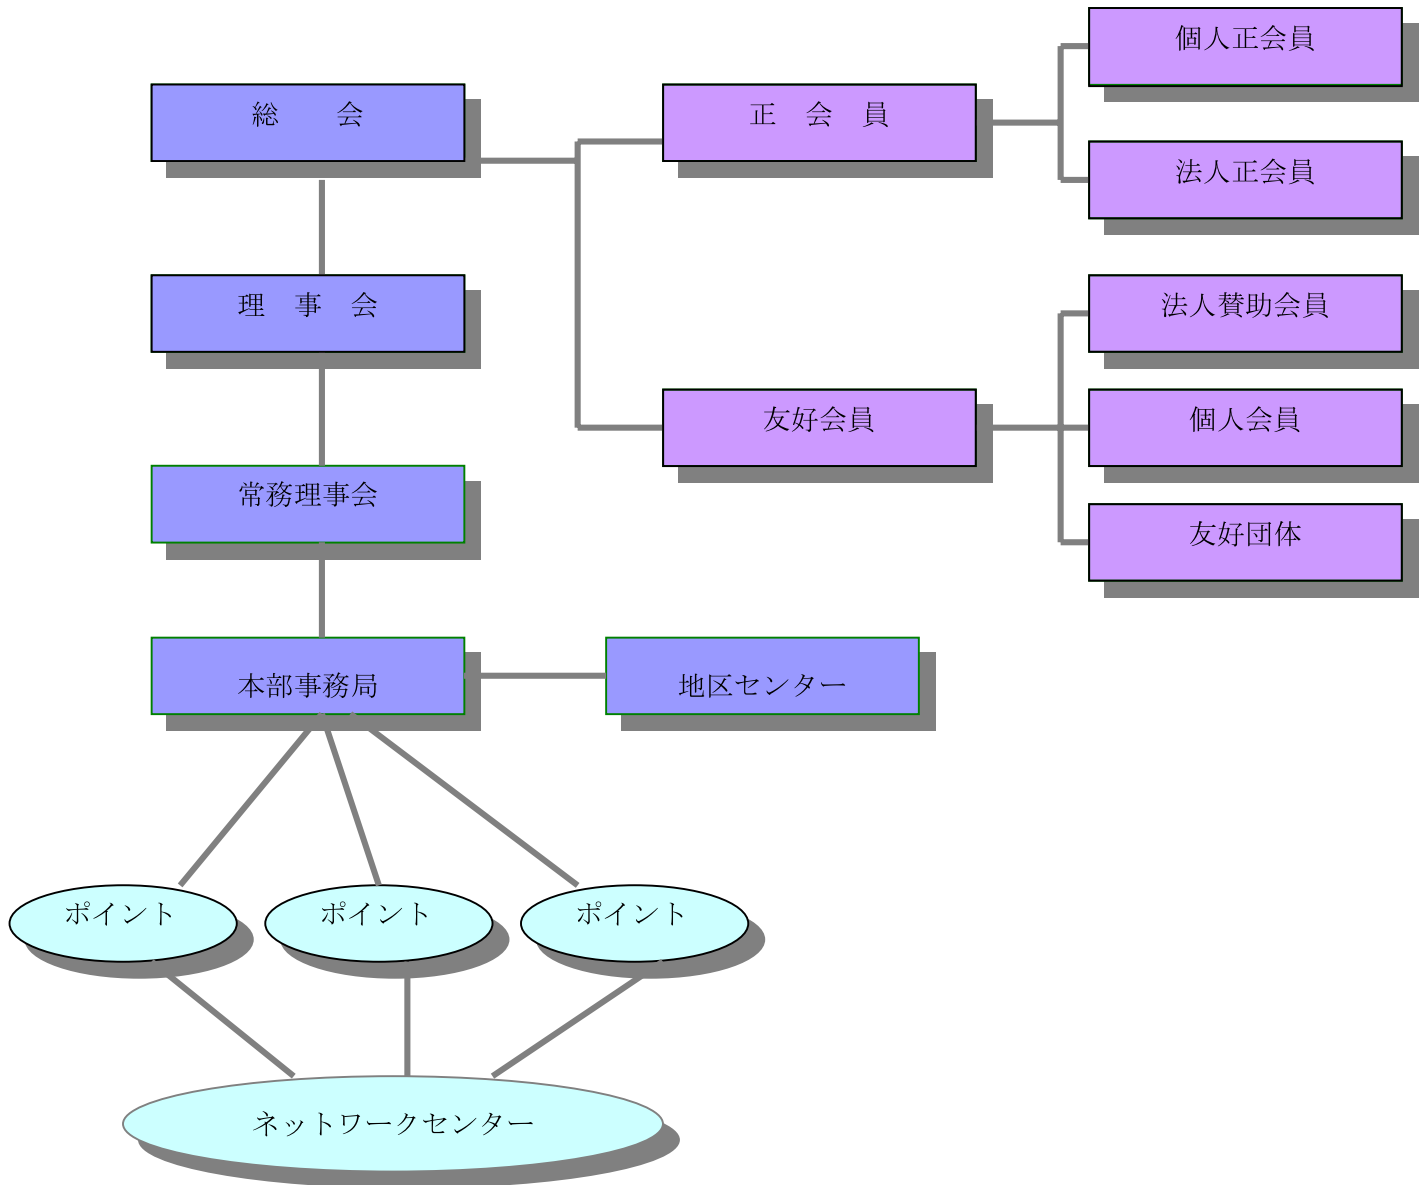 個人正会員
総　　会
正　会　員
法人正会員
理　事　会
法人賛助会員
友好会員
個人会員
常務理事会
友好団体
本部事務局
地区センター
ポイント
ポイント
ポイント
ネットワークセンター